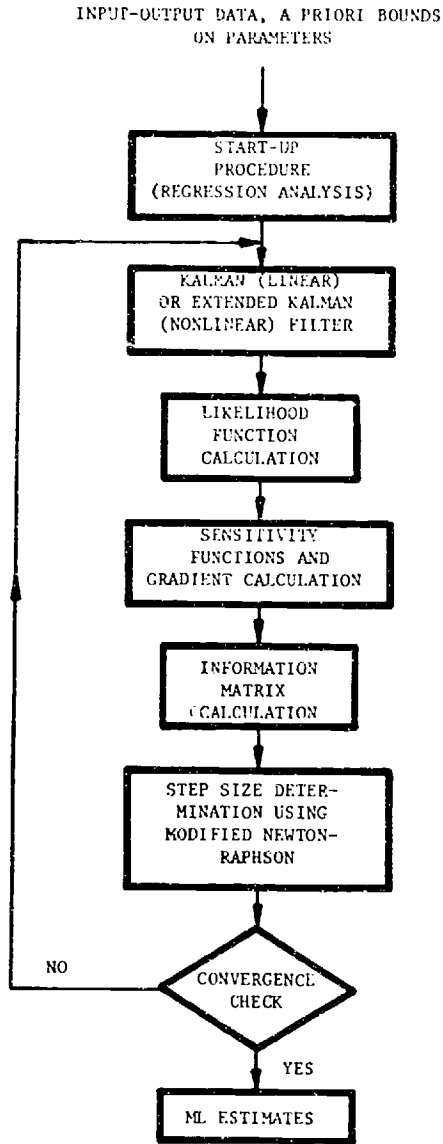 INPUT-OUTPUT DATA, A PRIORI BOUNDS
ON PARAMETERS
START-UP
PROCEDURE
(REGRESSION ANALYSIS)
KALMAN (LINEAR)
OR EXTENDED KALMAN
(NONLINEAR) FILTER
LIKELIHOOD
FUNCTION
CALCULATION
SENSITIVITY
FUNCTIONS AND
GRADIENT CALCULATION
INFORMATION
MATRIX
CALCULATION
STEP SIZE DETER-
MINATION USING
MODIFIED NEWTON-
RAPHSON
NO
CONVERGENCE
CHECK
YES
ML ESTIMATES